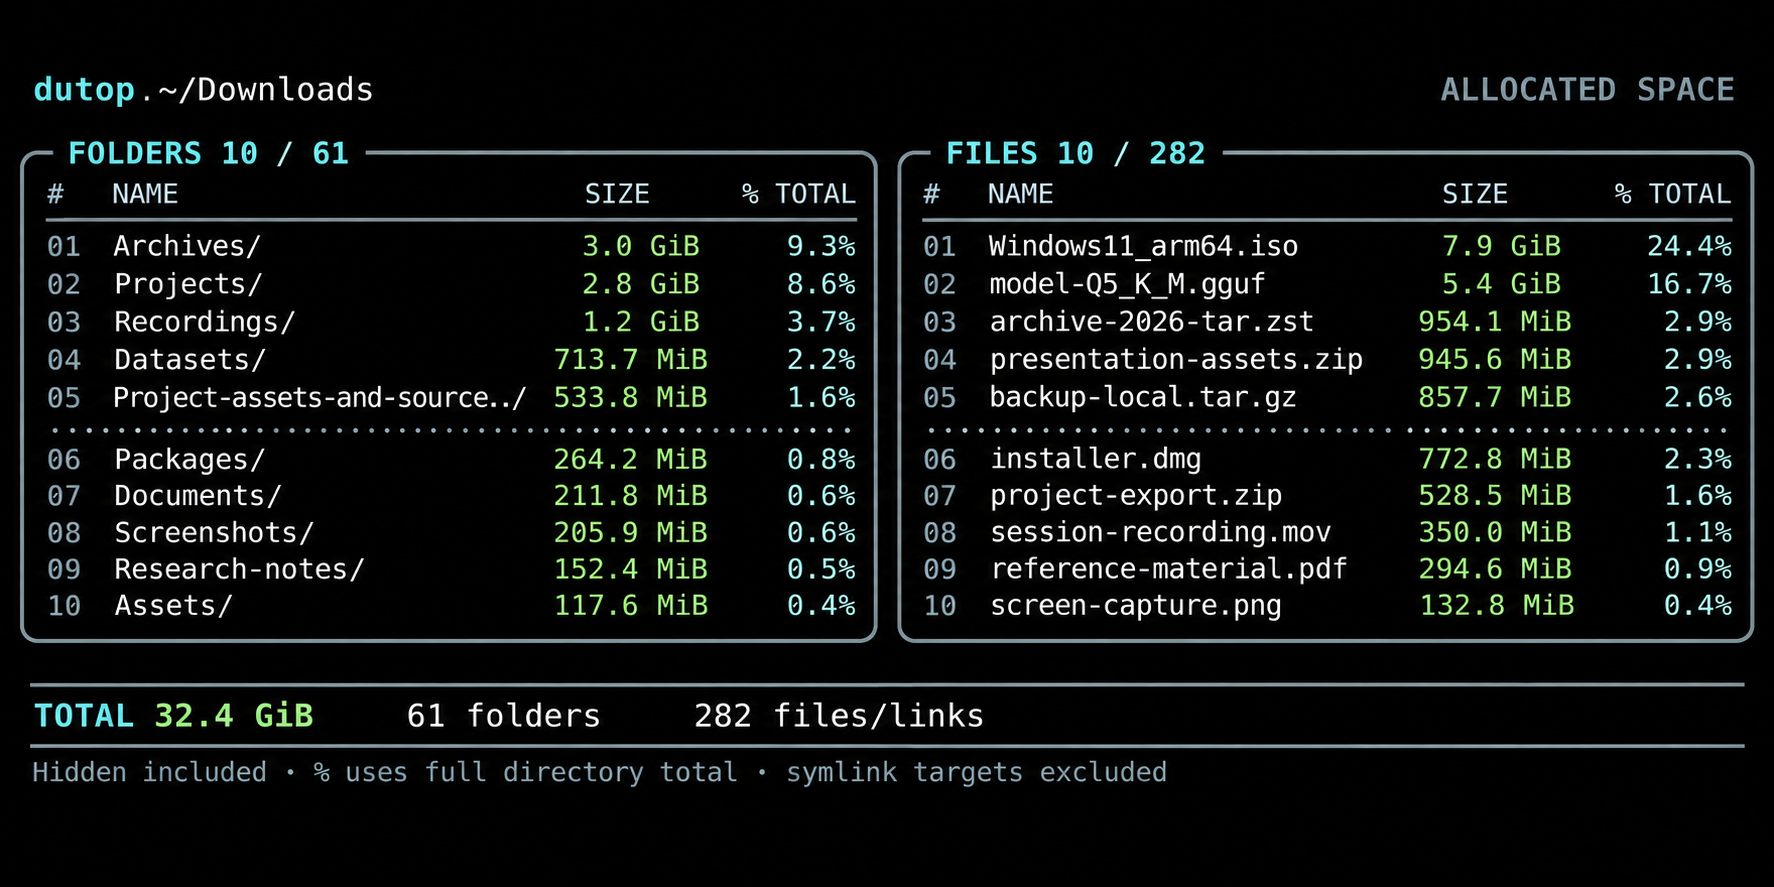 dutop.~/Downloads
ALLOCATED SPACE
FOLDERS 10 / 61
# NAME SIZE % TOTAL
01 Archives/ 3.0 GiB 9.3%
02 Projects/ 2.8 GiB 8.6%
03 Recordings/ 1.2 GiB 3.7%
04 Datasets/ 713.7 MiB 2.2%
05 Project-assets-and-source../ 533.8 MiB 1.6%
06 Packages/ 264.2 MiB 0.8%
07 Documents/ 211.8 MiB 0.6%
08 Screenshots/ 205.9 MiB 0.6%
09 Research-notes/ 152.4 MiB 0.5%
10 Assets/ 117.6 MiB 0.4%
FILES 10 / 282
# NAME SIZE % TOTAL
01 Windows11_arm64.iso 7.9 GiB 24.4%
02 model-Q5_K_M.gguf 5.4 GiB 16.7%
03 archive-2026-tar.zst 954.1 MiB 2.9%
04 presentation-assets.zip 945.6 MiB 2.9%
05 backup-local.tar.gz 857.7 MiB 2.6%
06 installer.dmg 772.8 MiB 2.3%
07 project-export.zip 528.5 MiB 1.6%
08 session-recording.mov 350.0 MiB 1.1%
09 reference-material.pdf 294.6 MiB 0.9%
10 screen-capture.png 132.8 MiB 0.4%
TOTAL 32.4 GiB 61 folders 282 files/links
Hidden included · % uses full directory total · symlink targets excluded